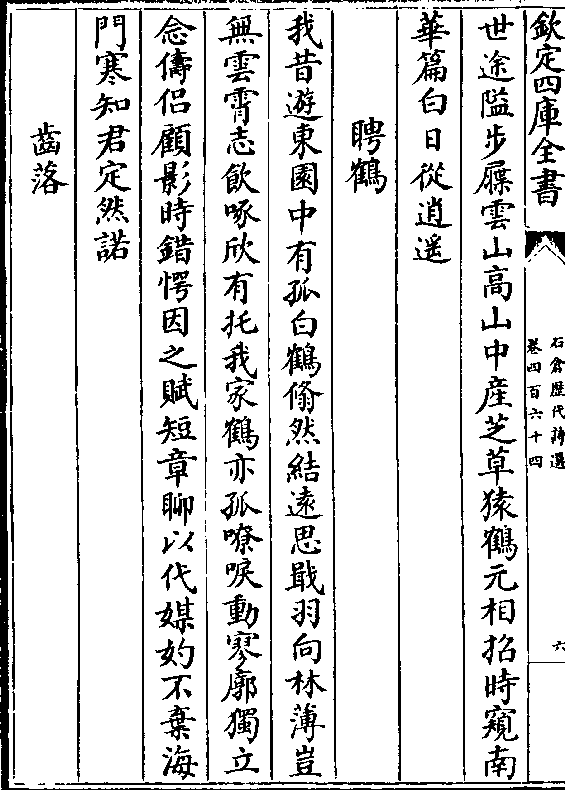 欽定四庫全書
石倉歷代詩選
卷四百六十四
六
世途隘步屧雲山高山中産芝草猿鶴元相招時窺南
華篇白日從逍遥
聘鶴
我昔遊東園中有孤白鶴翛然結遠思戢羽向林薄豈
無雲霄志飲啄欣有托我家鶴亦孤嘹唳動寥廓獨立
念儔侣顧影時錯愕因之賦短章聊以代媒妁不棄海
門寒知君定然諾
齒落